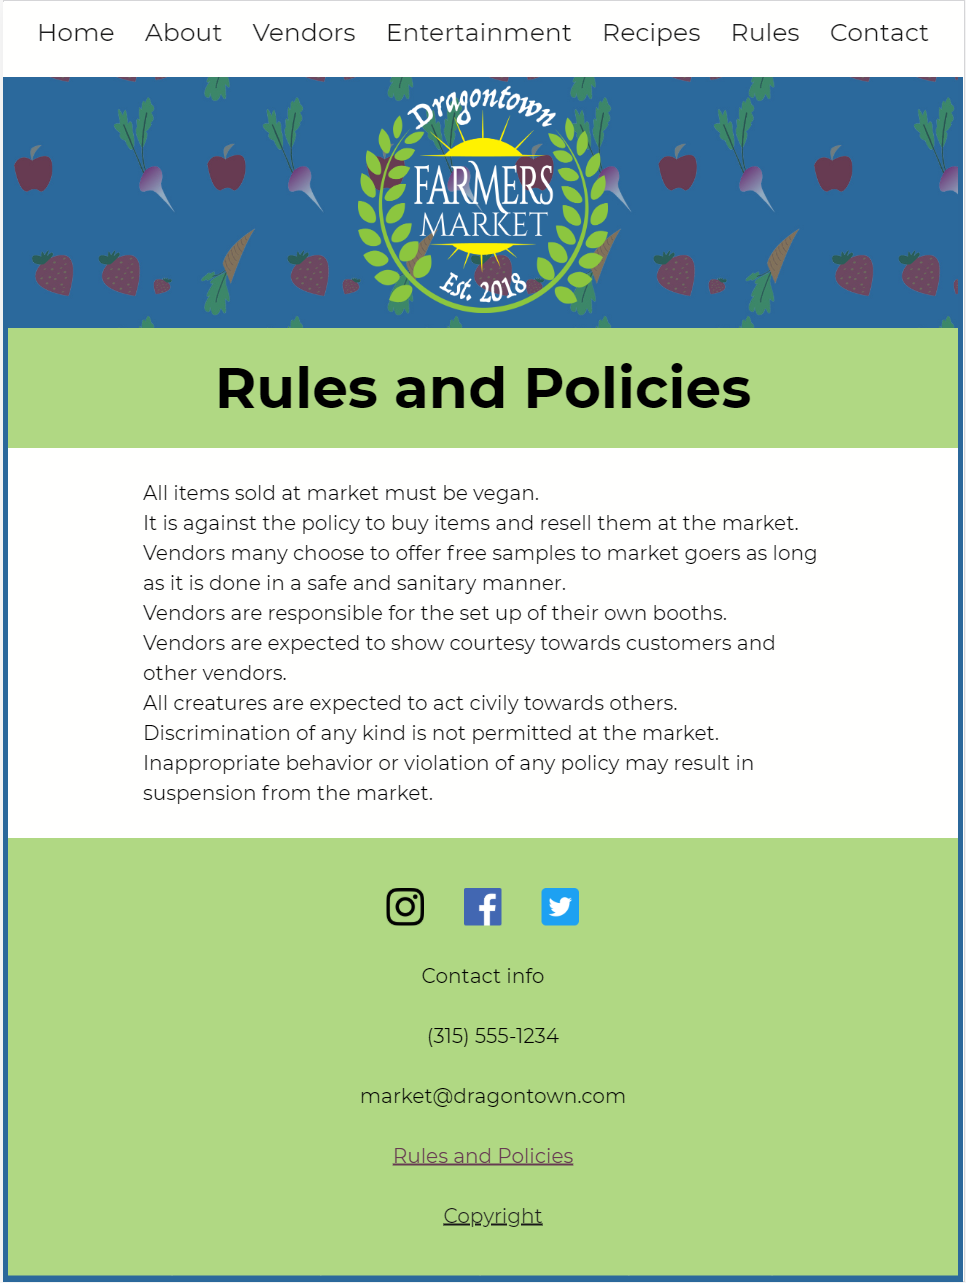 Home About Vendors Entertainment Recipes Rules Contact
Dragontown
FARMERS
MARKET
Est. 2018
Rules and Policies
All items sold at market must be vegan.
It is against the policy to buy items and resell them at the market.
Vendors many choose to offer free samples to market goers as long
as it is done in a safe and sanitary manner.
Vendors are responsible for the set up of their own booths.
Vendors are expected to show courtesy towards customers and
other vendors.
All creatures are expected to act civily towards others.
Discrimination of any kind is not permitted at the market.
Inappropriate behavior or violation of any policy may result in
suspension from the market.
Contact info
(315) 555-1234
market@dragontown.com
Rules and Policies
Copyright